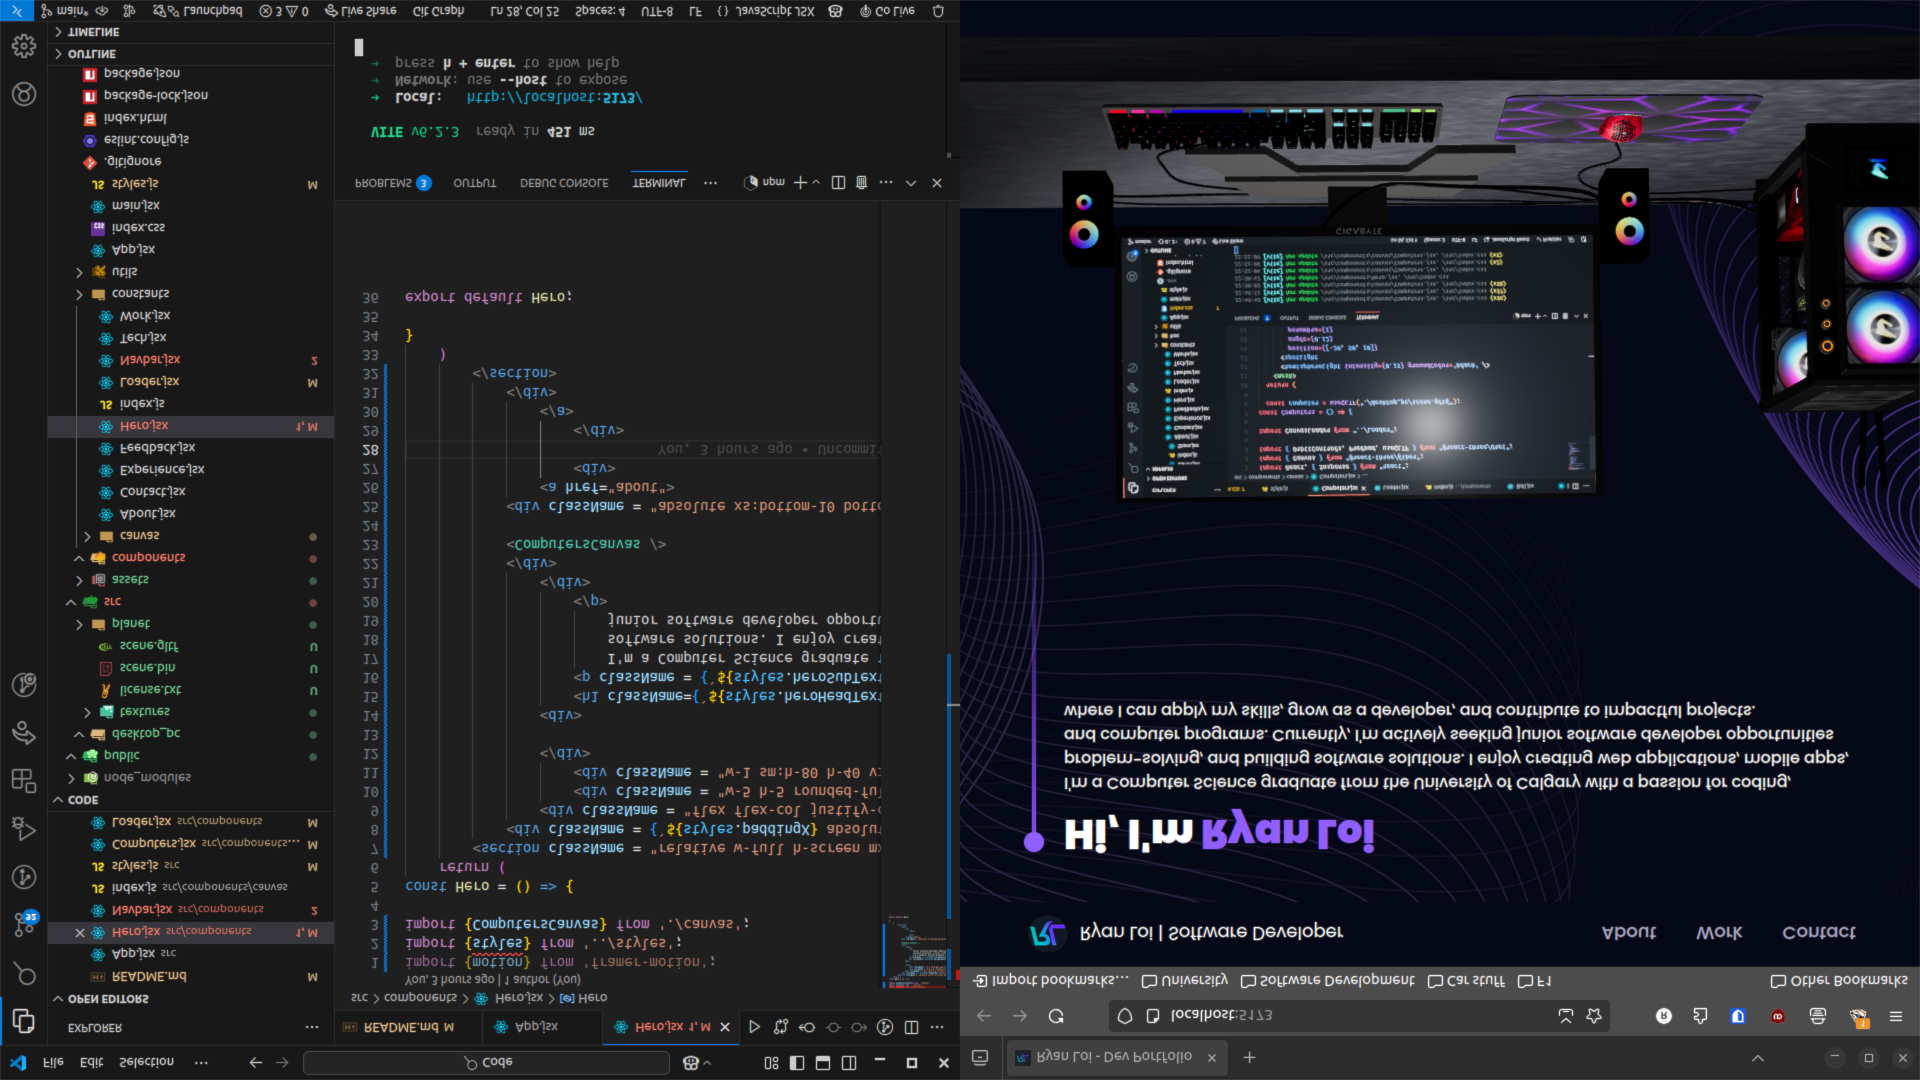 File Edit Selection ...
Code
EXPLORER ...
OPEN EDITORS
README.md M
App.jsx src
Hero.jsx src/components 1, M
Navbar.jsx src/components 2
index.js src/components/canvas
styles.js src M
Computers.jsx src/components... M
Loader.jsx src/components M
CODE
node_modules
public
desktop_pc
textures
license.txt U
scene.bin U
scene.gltf U
planet
src
assets
components
canvas
About.jsx
Contact.jsx
Experience.jsx
Feedback.jsx
Hero.jsx 1, M
index.js
Loader.jsx M
Navbar.jsx 2
Tech.jsx
Work.jsx
constants
utils
App.jsx
index.css
main.jsx
styles.js M
.gitignore
eslint.config.js
index.html
package-lock.json
package.json
OUTLINE
TIMELINE
92
README.md M
App.jsx
Hero.jsx 1, M
src > components > Hero.jsx > Hero
You, 3 hours ago | 1 author (You)
1 import {motion} from 'framer-motion';
2 import {styles} from '../styles';
3 import {ComputersCanvas} from './canvas';
4
5 const Hero = () => {
6 return (
7 <section className = "relative w-full h-screen m
8 <div className = {`${styles.paddingX} absolu
9 <div className = "flex flex-col justify-c
10 <div className = "w-5 h-5 rounded-ful
11 <div className = "w-1 sm:h-80 h-40 v
12 </div>
13
14 <div>
15 <h1 className={`${styles.heroHeadText
16 <p className = {`${styles.heroSubText
17 I'm a Computer Science graduate
18 software solutions. I enjoy creat
19 junior software developer opportu
20 </p>
21 </div>
22 </div>
23 <ComputersCanvas />
24
25 <div className = "absolute xs:bottom-10 botto
26 <a href="about">
27 <div>
28 You, 3 hours ago • Uncommit
29 </div>
30 </a>
31 </div>
32 </section>
33 )
34 }
35
36 export default Hero;
PROBLEMS 3 OUTPUT DEBUG CONSOLE TERMINAL ... npm
VITE v6.2.3 ready in 451 ms
➜ Local: http://localhost:5173/
➜ Network: use --host to expose
➜ press h + enter to show help
main* Launchpad 3 0 Live Share Git Graph Ln 28, Col 25 Spaces: 4 UTF-8 LF {} JavaScript JSX Go Live
Ryan Loi - Dev Portfolio
localhost:5173
Import bookmarks... University Software Development Car stuff F1 Other Bookmarks
RL Ryan Loi | Software Developer
About Work Contact
Hi, I'm Ryan Loi
I'm a Computer Science graduate from the University of Calgary with a passion for coding,
problem-solving, and building software solutions. I enjoy creating web applications, mobile apps,
and computer programs. Currently, I'm actively seeking junior software developer opportunities
where I can apply my skills, grow as a developer, and contribute to impactful projects.
GIGABYTE